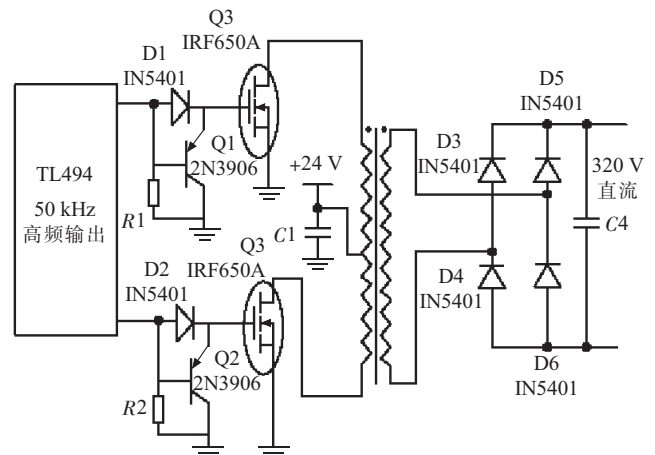 Q3
IRF650A
D1
IN5401
Q1
2N3906
R1
TL494
50 kHz
高频输出
+24 V
C1
D3
IN5401
D5
IN5401
320 V
直流
C4
Q3
IRF650A
D2
IN5401
Q2
2N3906
R2
D4
IN5401
D6
IN5401